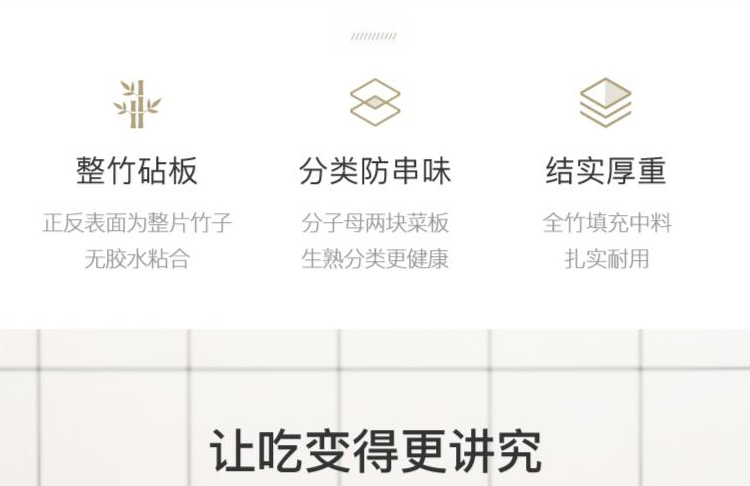 整竹砧板
分类防串味
结实厚重
正反表面为整片竹子
分子母两块菜板
全竹填充中料
无胶水粘合
生熟分类更健康
扎实耐用
让吃变得更讲究